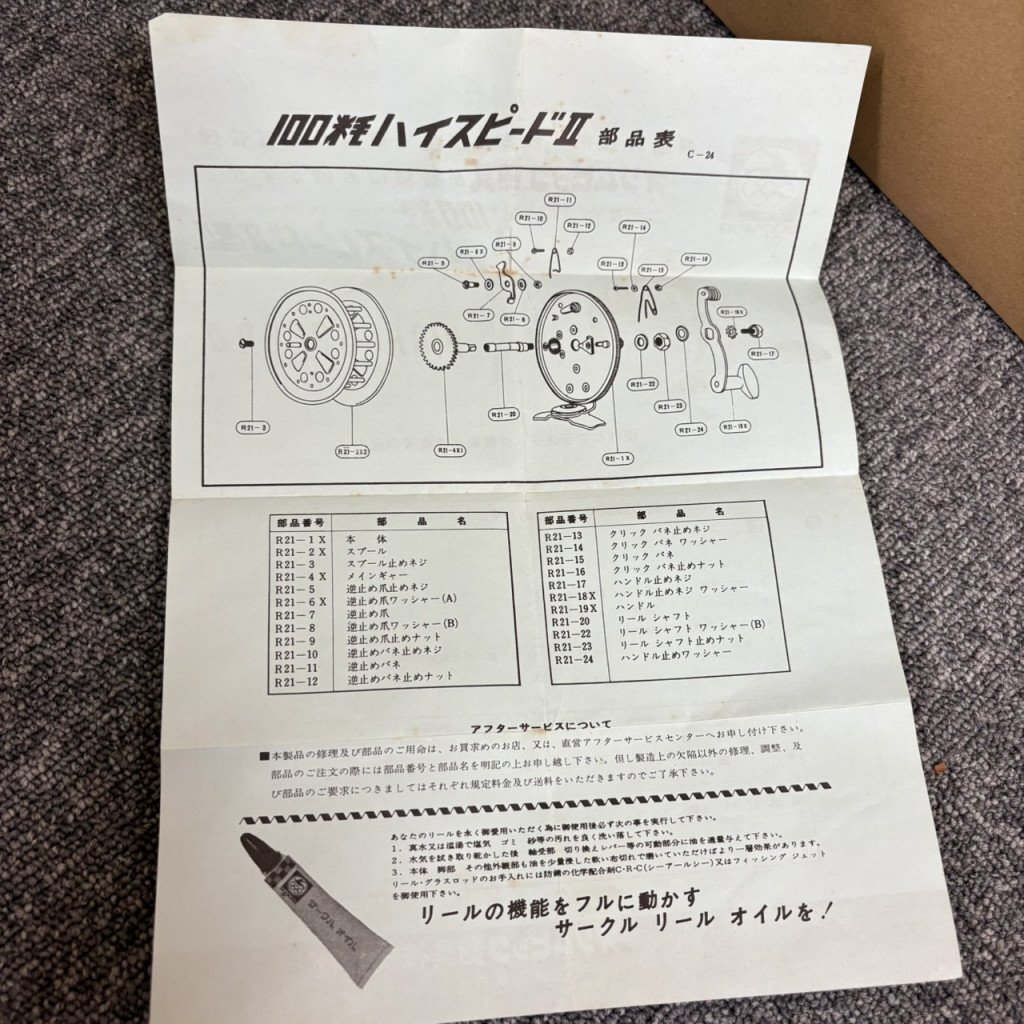 100粍ハイスピードII 部品表
C-24
R21-11
R21-10
R21-12
R21-14
R21-9
R21-6X
R21-5
R21-13
R21-15
R21-16
R21-7
R21-8
R21-18X
R21-17
R21-22
R21-20
R21-23
R21-3
R21-2X2
R21-4X1
R21-24
R21-1X
部品番号 部品名
R21-1X 本体
R21-2X スプール
R21-3 スプール止めネジ
R21-4X メインギャー
R21-5 逆止め爪止めネジ
R21-6X 逆止め爪ワッシャー(A)
R21-7 逆止め爪
R21-8 逆止め爪ワッシャー(B)
R21-9 逆止め爪止めナット
R21-10 逆止めバネ止めネジ
R21-11 逆止めバネ
R21-12 逆止めバネ止めナット
部品番号 部品名
R21-13 クリック バネ止めネジ
R21-14 クリック バネ ワッシャー
R21-15 クリック バネ
R21-16 クリック バネ止めナット
R21-17 ハンドル止めネジ
R21-18X ハンドル止めネジ ワッシャー
R21-19X ハンドル
R21-20 リール シャフト
R21-22 リール シャフト ワッシャー(B)
R21-23 リール シャフト止めナット
R21-24 ハンドル止めワッシャー
アフターサービスについて
■本製品の修理及び部品のご用命は、お買求めのお店、又は、直営アフターサービスセンターへお申し付け下さい。
部品のご注文の際には部品番号と部品名を明記の上お申し越し下さい。但し製造上の欠陥以外の修理、調整、及
び部品のご要求につきましてはそれぞれ規定料金及び送料をいただきますのでご了承下さい。
あなたのリールを永く御愛用いただく為に御使用後必ず次の事を実行して下さい。
1. 真水又は温湯で塩気 ゴミ 砂等の汚れを良く洗い落して下さい。
2. 水気を拭き取り乾かした後 軸受部 切り換えレバー等の可動部分に油を適量与えて下さい。
3. 本体 脚部 その他外観部も油を少量浸した軟い布切れで磨いていただけばより一層効果があります。
リール・グラスロッドのお手入れには防錆の化学配合剤C・R・C(シーアールシー)又はフィッシング ジェット
を御使用下さい。
リールの機能をフルに動かす
サークル リール オイルを!
サークル オイル